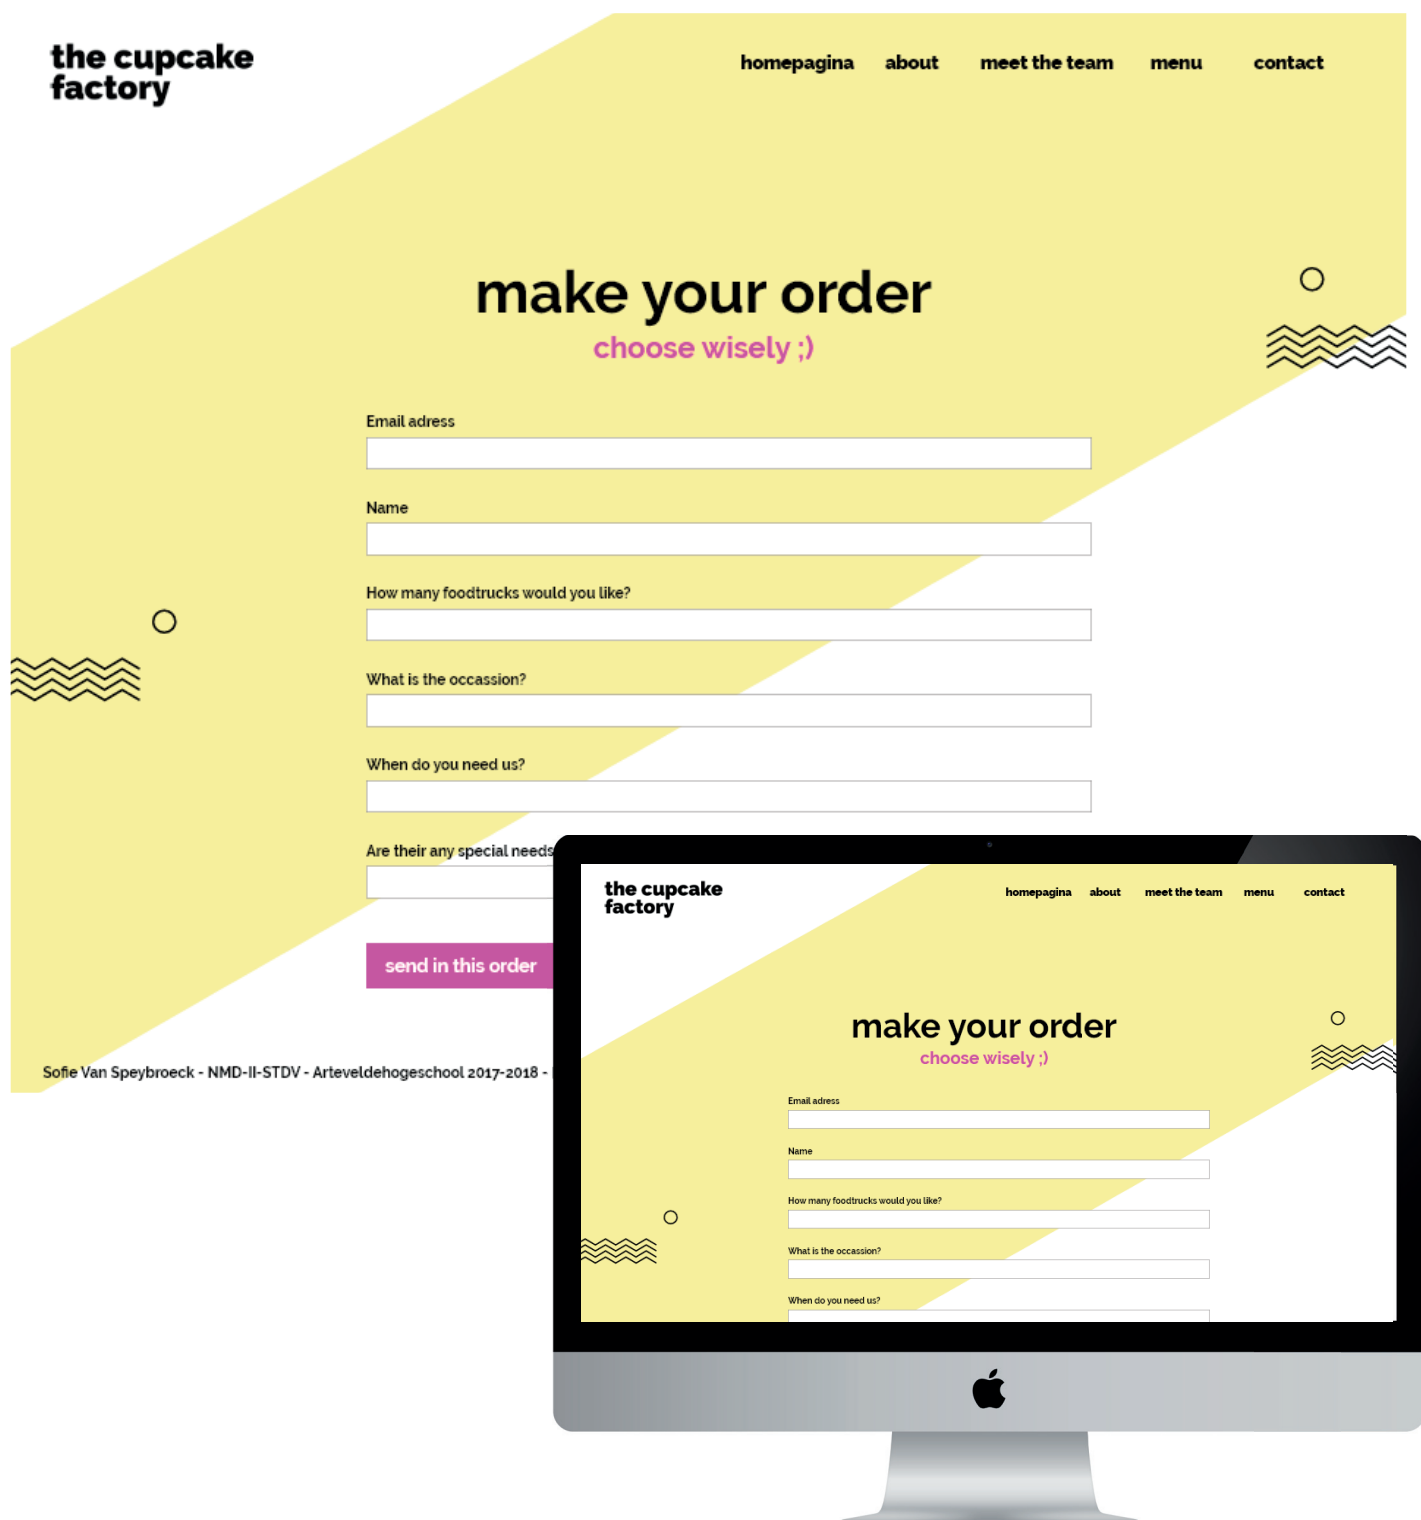 the cupcake
factory
homepagina about meet the team menu contact
make your order
choose wisely ;)
Email adress
Name
How many foodtrucks would you like?
What is the occassion?
When do you need us?
Are their any special needs
send in this order
Sofie Van Speybroeck - NMD-II-STDV - Arteveldehogeschool 2017-2018 -
the cupcake
factory
homepagina about meet the team menu contact
make your order
choose wisely ;)
Email adress
Name
How many foodtrucks would you like?
What is the occassion?
When do you need us?